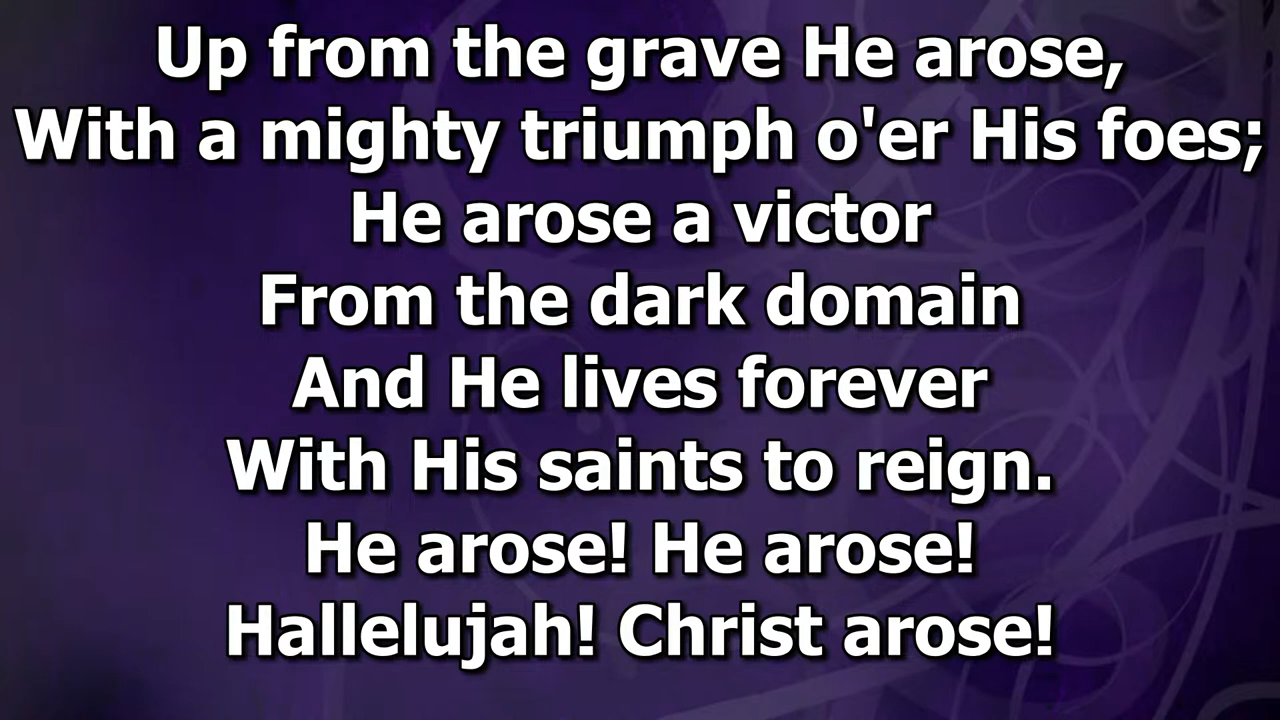 Up from the grave He arose,
With a mighty triumph o'er His foes;
He arose a victor
From the dark domain
And He lives forever
With His saints to reign.
He arose! He arose!
Hallelujah! Christ arose!